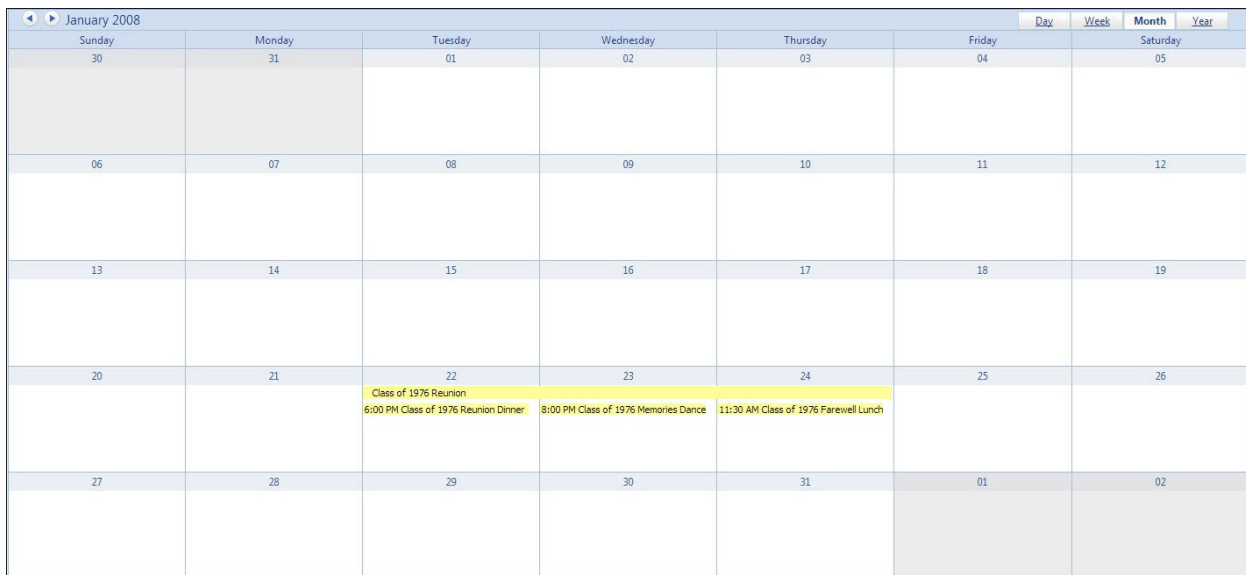 January 2008 Day Week Month Year
Sunday Monday Tuesday Wednesday Thursday Friday Saturday
30 31 01 02 03 04 05
06 07 08 09 10 11 12
13 14 15 16 17 18 19
20 21 22 23 24 25 26
Class of 1976 Reunion
6:00 PM Class of 1976 Reunion Dinner 8:00 PM Class of 1976 Memories Dance 11:30 AM Class of 1976 Farewell Lunch
27 28 29 30 31 01 02